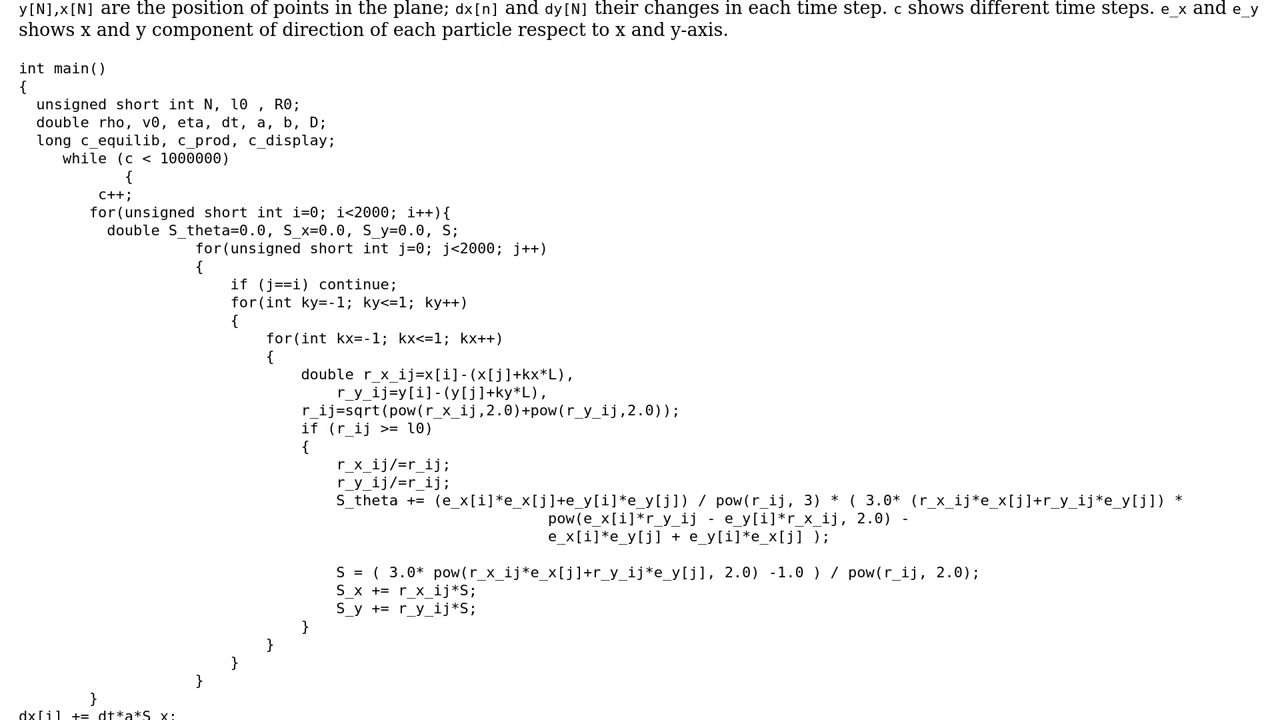 y[N],x[N] are the position of points in the plane; dx[n] and dy[N] their changes in each time step. c shows different time steps. e_x and e_y
shows x and y component of direction of each particle respect to x and y-axis.
int main()
{
unsigned short int N, l0 , R0;
double rho, v0, eta, dt, a, b, D;
long c_equilib, c_prod, c_display;
while (c < 1000000)
{
c++;
for(unsigned short int i=0; i<2000; i++){
double S_theta=0.0, S_x=0.0, S_y=0.0, S;
for(unsigned short int j=0; j<2000; j++)
{
if (j==i) continue;
for(int ky=-1; ky<=1; ky++)
{
for(int kx=-1; kx<=1; kx++)
{
double r_x_ij=x[i]-(x[j]+kx*L),
r_y_ij=y[i]-(y[j]+ky*L),
r_ij=sqrt(pow(r_x_ij,2.0)+pow(r_y_ij,2.0));
if (r_ij >= l0)
{
r_x_ij/=r_ij;
r_y_ij/=r_ij;
S_theta += (e_x[i]*e_x[j]+e_y[i]*e_y[j]) / pow(r_ij, 3) * ( 3.0* (r_x_ij*e_x[j]+r_y_ij*e_y[j]) *
pow(e_x[i]*r_y_ij - e_y[i]*r_x_ij, 2.0) -
e_x[i]*e_y[j] + e_y[i]*e_x[j] );
S = ( 3.0* pow(r_x_ij*e_x[j]+r_y_ij*e_y[j], 2.0) -1.0 ) / pow(r_ij, 2.0);
S_x += r_x_ij*S;
S_y += r_y_ij*S;
}
}
}
}
}
dx[i] += dt*a*S_x;